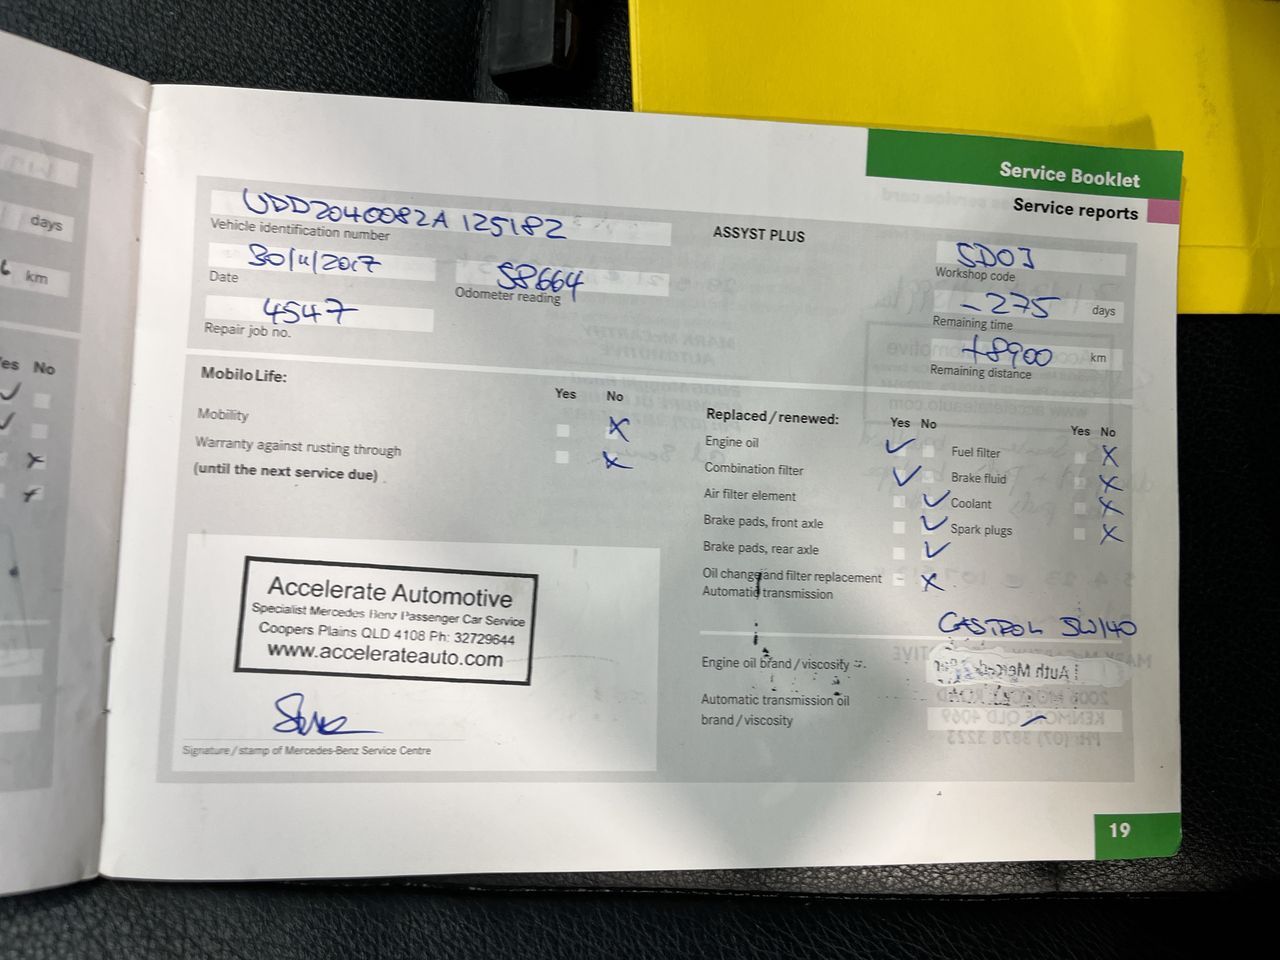 days
km
Yes No
Service Booklet
Service reports
UDD2040082A 125182
Vehicle identification number
ASSYST PLUS
30/11/2017
Date
58664
Odometer reading
4547
Repair job no.
SD03
Workshop code
-275 days
Remaining time
+8900 km
Remaining distance
MobiloLife:
Yes No
Mobility
Warranty against rusting through
(until the next service due)
Replaced/renewed:
Yes No
Yes No
Engine oil
Fuel filter
Combination filter
Brake fluid
Air filter element
Coolant
Brake pads, front axle
Spark plugs
Brake pads, rear axle
Oil change and filter replacement
Automatic transmission
CASTROL 5W/40
Engine oil brand/viscosity
Automatic transmission oil
brand/viscosity
Accelerate Automotive
Specialist Mercedes Benz Passenger Car Service
Coopers Plains QLD 4108 Ph: 32729644
www.accelerateauto.com
Signature/stamp of Mercedes-Benz Service Centre
19